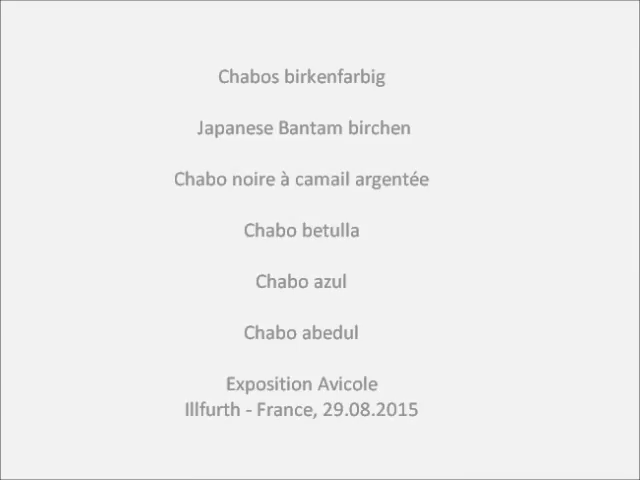 Chabos birkenfarbig
Japanese Bantam birchen
Chabo noire à camail argentée
Chabo betulla
Chabo azul
Chabo abedul
Exposition Avicole
Illfurth - France, 29.08.2015